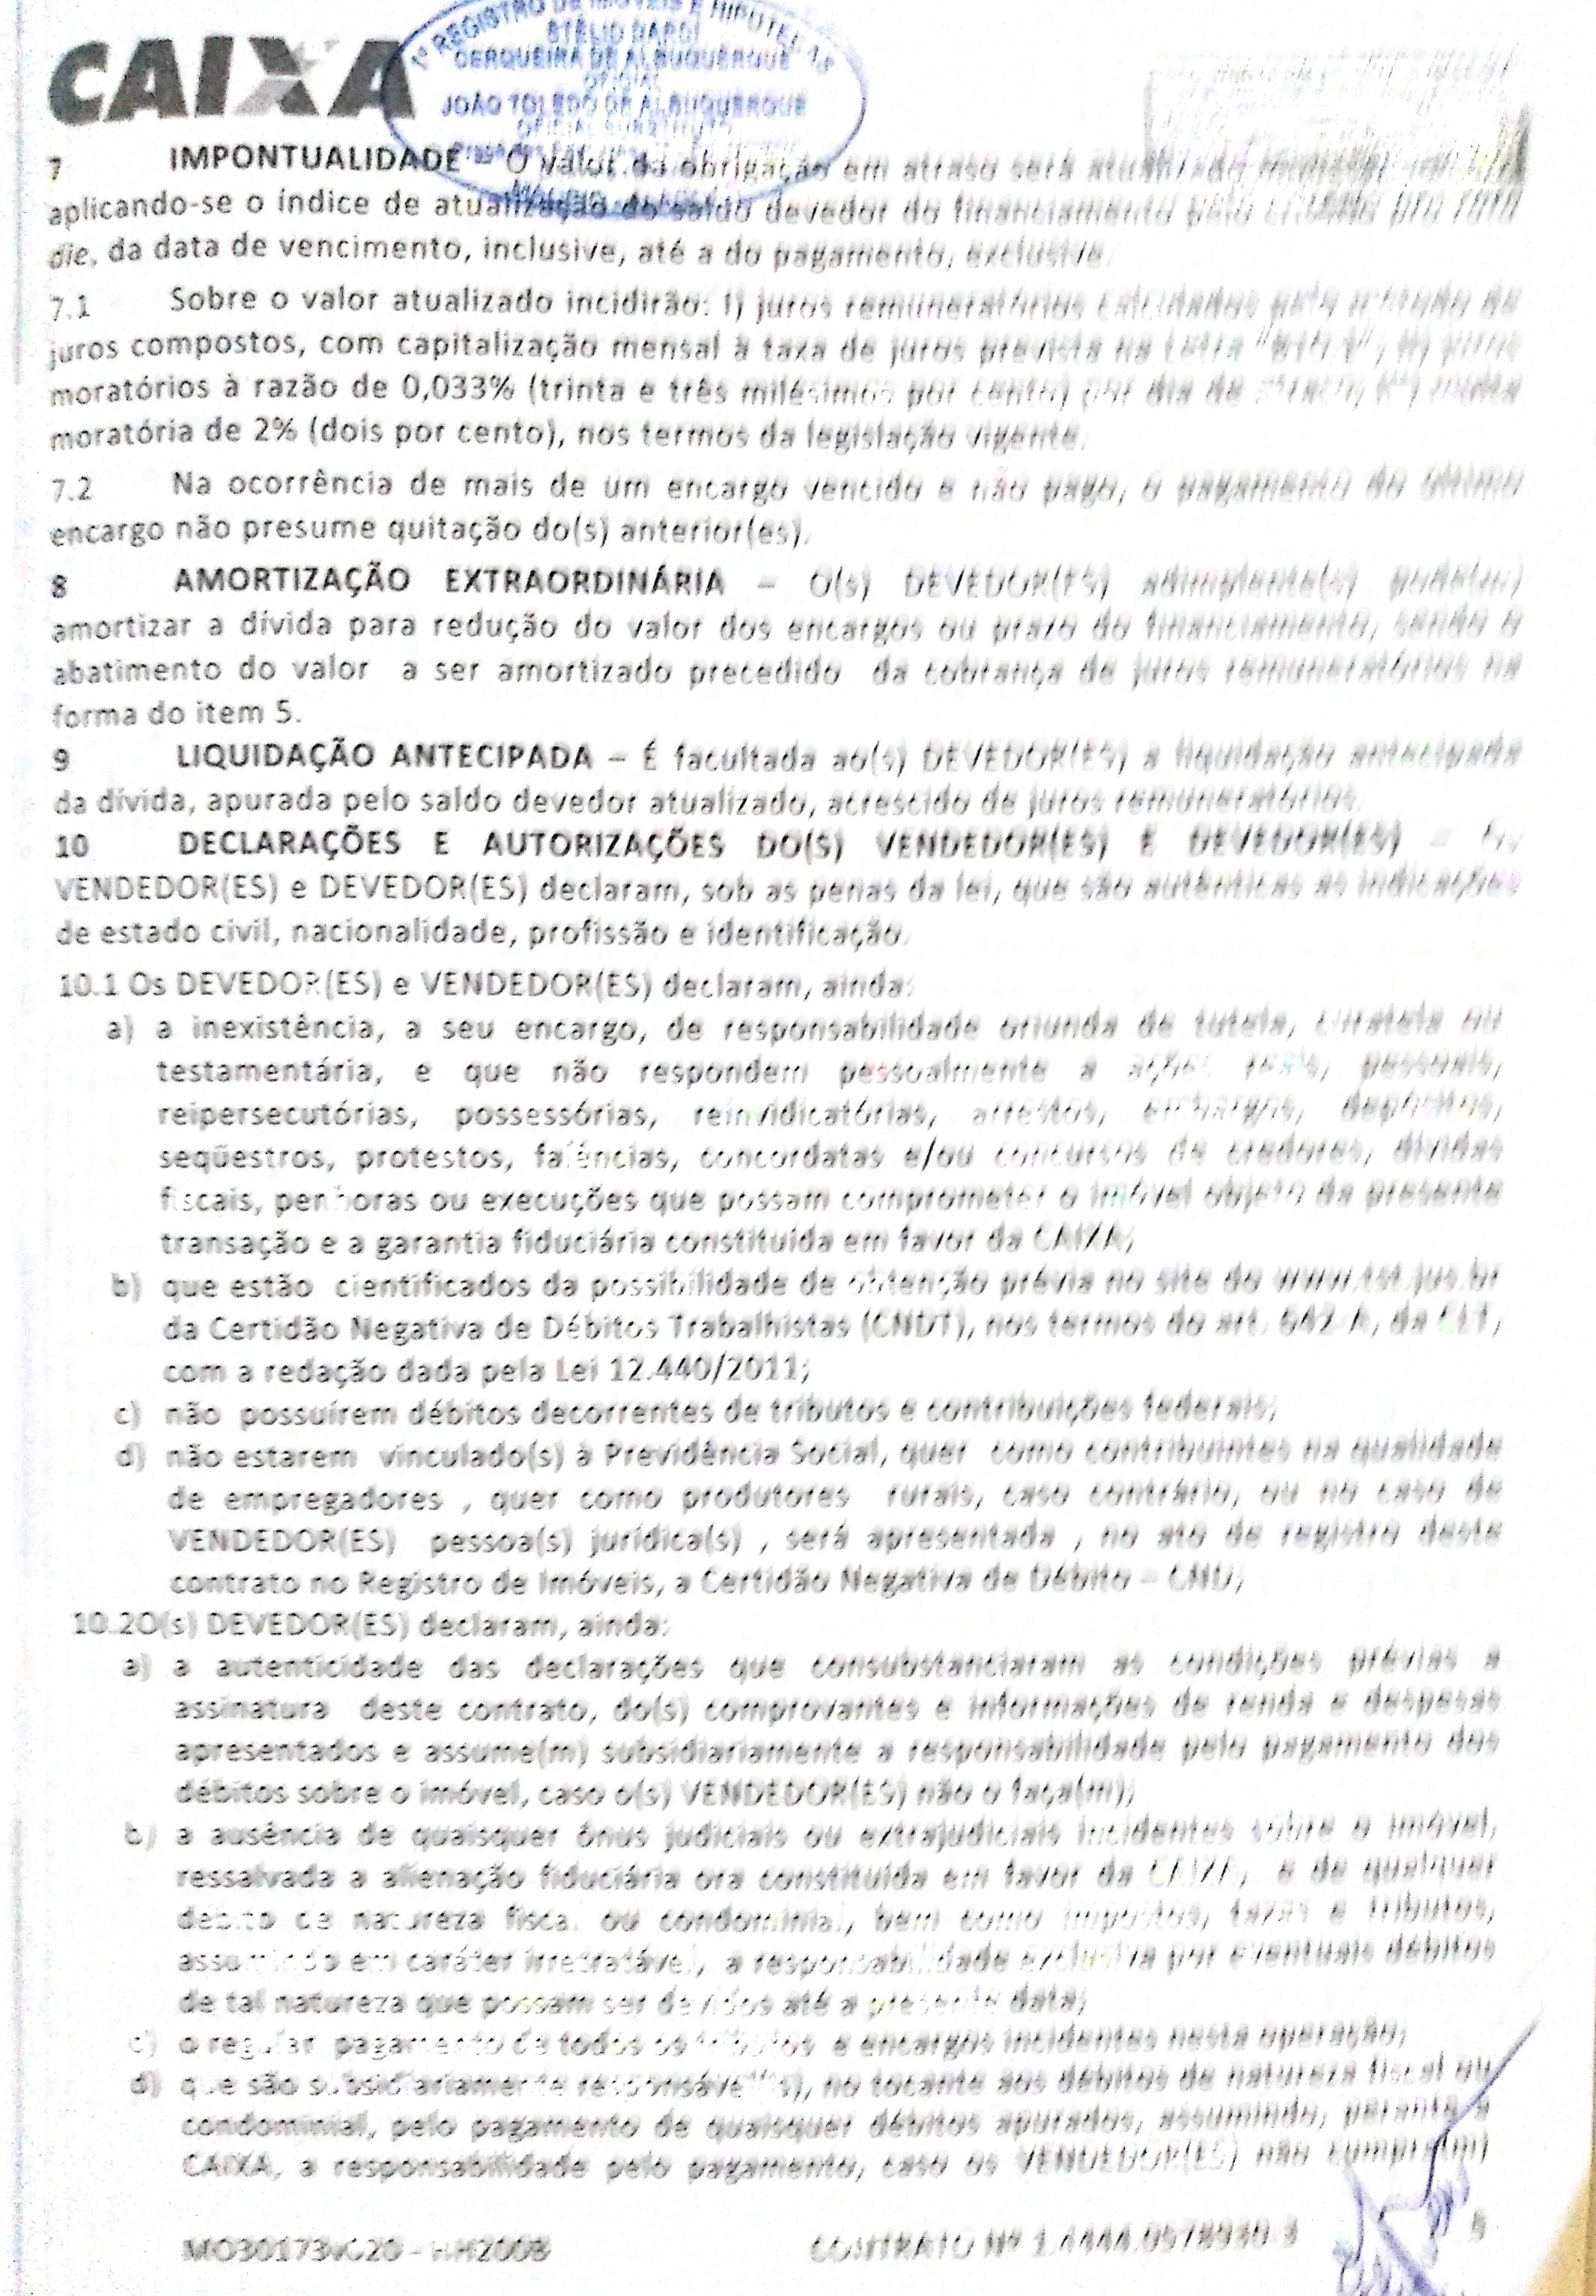 CAIXA
1º REGISTRO DE IMÓVEIS E HIPOTECAS
STÉLIO DARCI
CERQUEIRA DE ALBUQUERQUE
OFICIAL
JOÃO TOLEDO DE ALBUQUERQUE
OFICIAL SUBSTITUTO
7 IMPONTUALIDADE – O valor da obrigação em atraso será atualizado
aplicando-se o índice de atualização do saldo devedor do financiamento pelo critério pro rata
die, da data de vencimento, inclusive, até a do pagamento, exclusive.
7.1 Sobre o valor atualizado incidirão: I) juros remuneratórios calculados pelo método de
juros compostos, com capitalização mensal à taxa de juros prevista na Letra juros
moratórios à razão de 0,033% (trinta e três milésimos por cento) por dia de atraso; multa
moratória de 2% (dois por cento), nos termos da legislação vigente.
7.2 Na ocorrência de mais de um encargo vencido e não pago, o pagamento do último
encargo não presume quitação do(s) anterior(es).
8 AMORTIZAÇÃO EXTRAORDINÁRIA – O(s) DEVEDOR(ES) adimplente(s) pode(m)
amortizar a dívida para redução do valor dos encargos ou prazo do financiamento, sendo o
abatimento do valor a ser amortizado precedido da cobrança de juros remuneratórios na
forma do item 5.
9 LIQUIDAÇÃO ANTECIPADA – É facultada ao(s) DEVEDOR(ES) a liquidação antecipada
da dívida, apurada pelo saldo devedor atualizado, acrescido de juros remuneratórios.
10 DECLARAÇÕES E AUTORIZAÇÕES DO(S) VENDEDOR(ES) E DEVEDOR(ES) –
VENDEDOR(ES) e DEVEDOR(ES) declaram, sob as penas da lei, que são autênticas as indicações
de estado civil, nacionalidade, profissão e identificação.
10.1 Os DEVEDOR(ES) e VENDEDOR(ES) declaram, ainda:
a) a inexistência, a seu encargo, de responsabilidade oriunda de tutela, curatela ou
testamentária, e que não respondem pessoalmente a ações reais, pessoais,
reipersecutórias, possessórias, reinvidicatórias, arrestos, embargos, depósitos,
seqüestros, protestos, falências, concordatas e/ou concursos de credores, dívidas
fiscais, penhoras ou execuções que possam comprometer o imóvel objeto da presente
transação e a garantia fiduciária constituída em favor da CAIXA;
b) que estão cientificados da possibilidade de obtenção prévia no site do www.tst.jus.br
da Certidão Negativa de Débitos Trabalhistas (CNDT), nos termos do art. 642-A, da CLT,
com a redação dada pela Lei 12.440/2011;
c) não possuírem débitos decorrentes de tributos e contribuições federais;
d) não estarem vinculado(s) à Previdência Social, quer como contribuintes na qualidade
de empregadores , quer como produtores rurais, caso contrário, ou no caso de
VENDEDOR(ES) pessoa(s) jurídica(s) , será apresentada , no ato de registro deste
contrato no Registro de Imóveis, a Certidão Negativa de Débito – CND;
10.2O(s) DEVEDOR(ES) declaram, ainda:
a) a autenticidade das declarações que consubstanciaram as condições prévias a
assinatura deste contrato, do(s) comprovantes e informações de renda e despesas
apresentados e assume(m) subsidiariamente a responsabilidade pelo pagamento dos
débitos sobre o imóvel, caso o(s) VENDEDOR(ES) não o faça(m);
b) a ausência de quaisquer ônus judiciais ou extrajudiciais incidentes sobre o imóvel,
ressalvada a alienação fiduciária ora constituída em favor da CAIXA, e de qualquer
débito de natureza fiscal ou condominial, bem como impostos, taxas e tributos,
assumindo em caráter irretratável, a responsabilidade exclusiva por eventuais débitos
de tal natureza que possam ser devidos até a presente data;
c) o regular pagamento de todos os tributos e encargos incidentes nesta operação;
d) que são subsidiariamente responsáve(is), no tocante aos débitos de natureza fiscal ou
condominial, pelo pagamento de quaisquer débitos apurados, assumindo, perante a
CAIXA, a responsabilidade pelo pagamento, caso os VENDEDOR(ES) não cumpra(m)
CONTRATO Nº